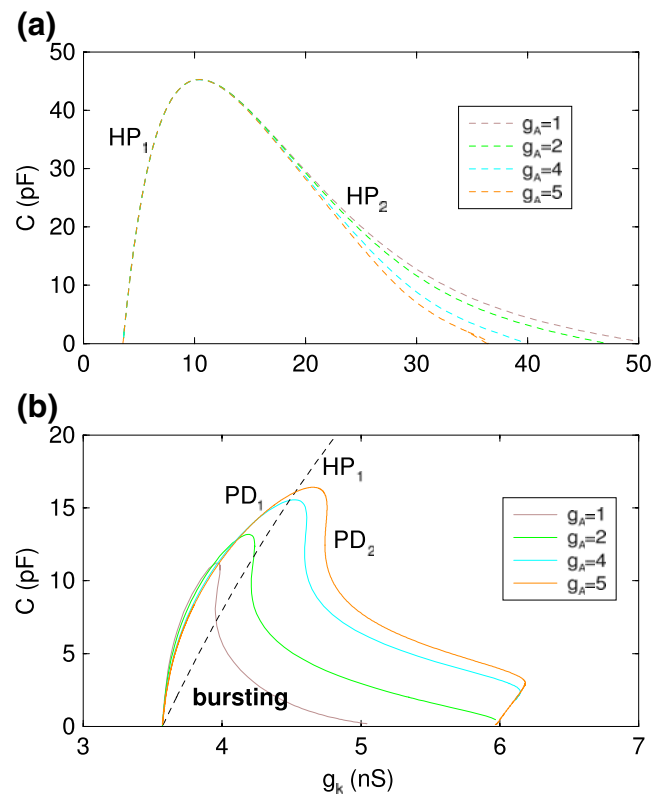 (a)
50
40
30
20
10
0
C (pF)
HP1
HP2
gA=1
gA=2
gA=4
gA=5
0 10 20 30 40 50
(b)
20
15
10
5
0
C (pF)
HP1
PD1
PD2
bursting
gA=1
gA=2
gA=4
gA=5
3 4 5 6 7
gk (nS)